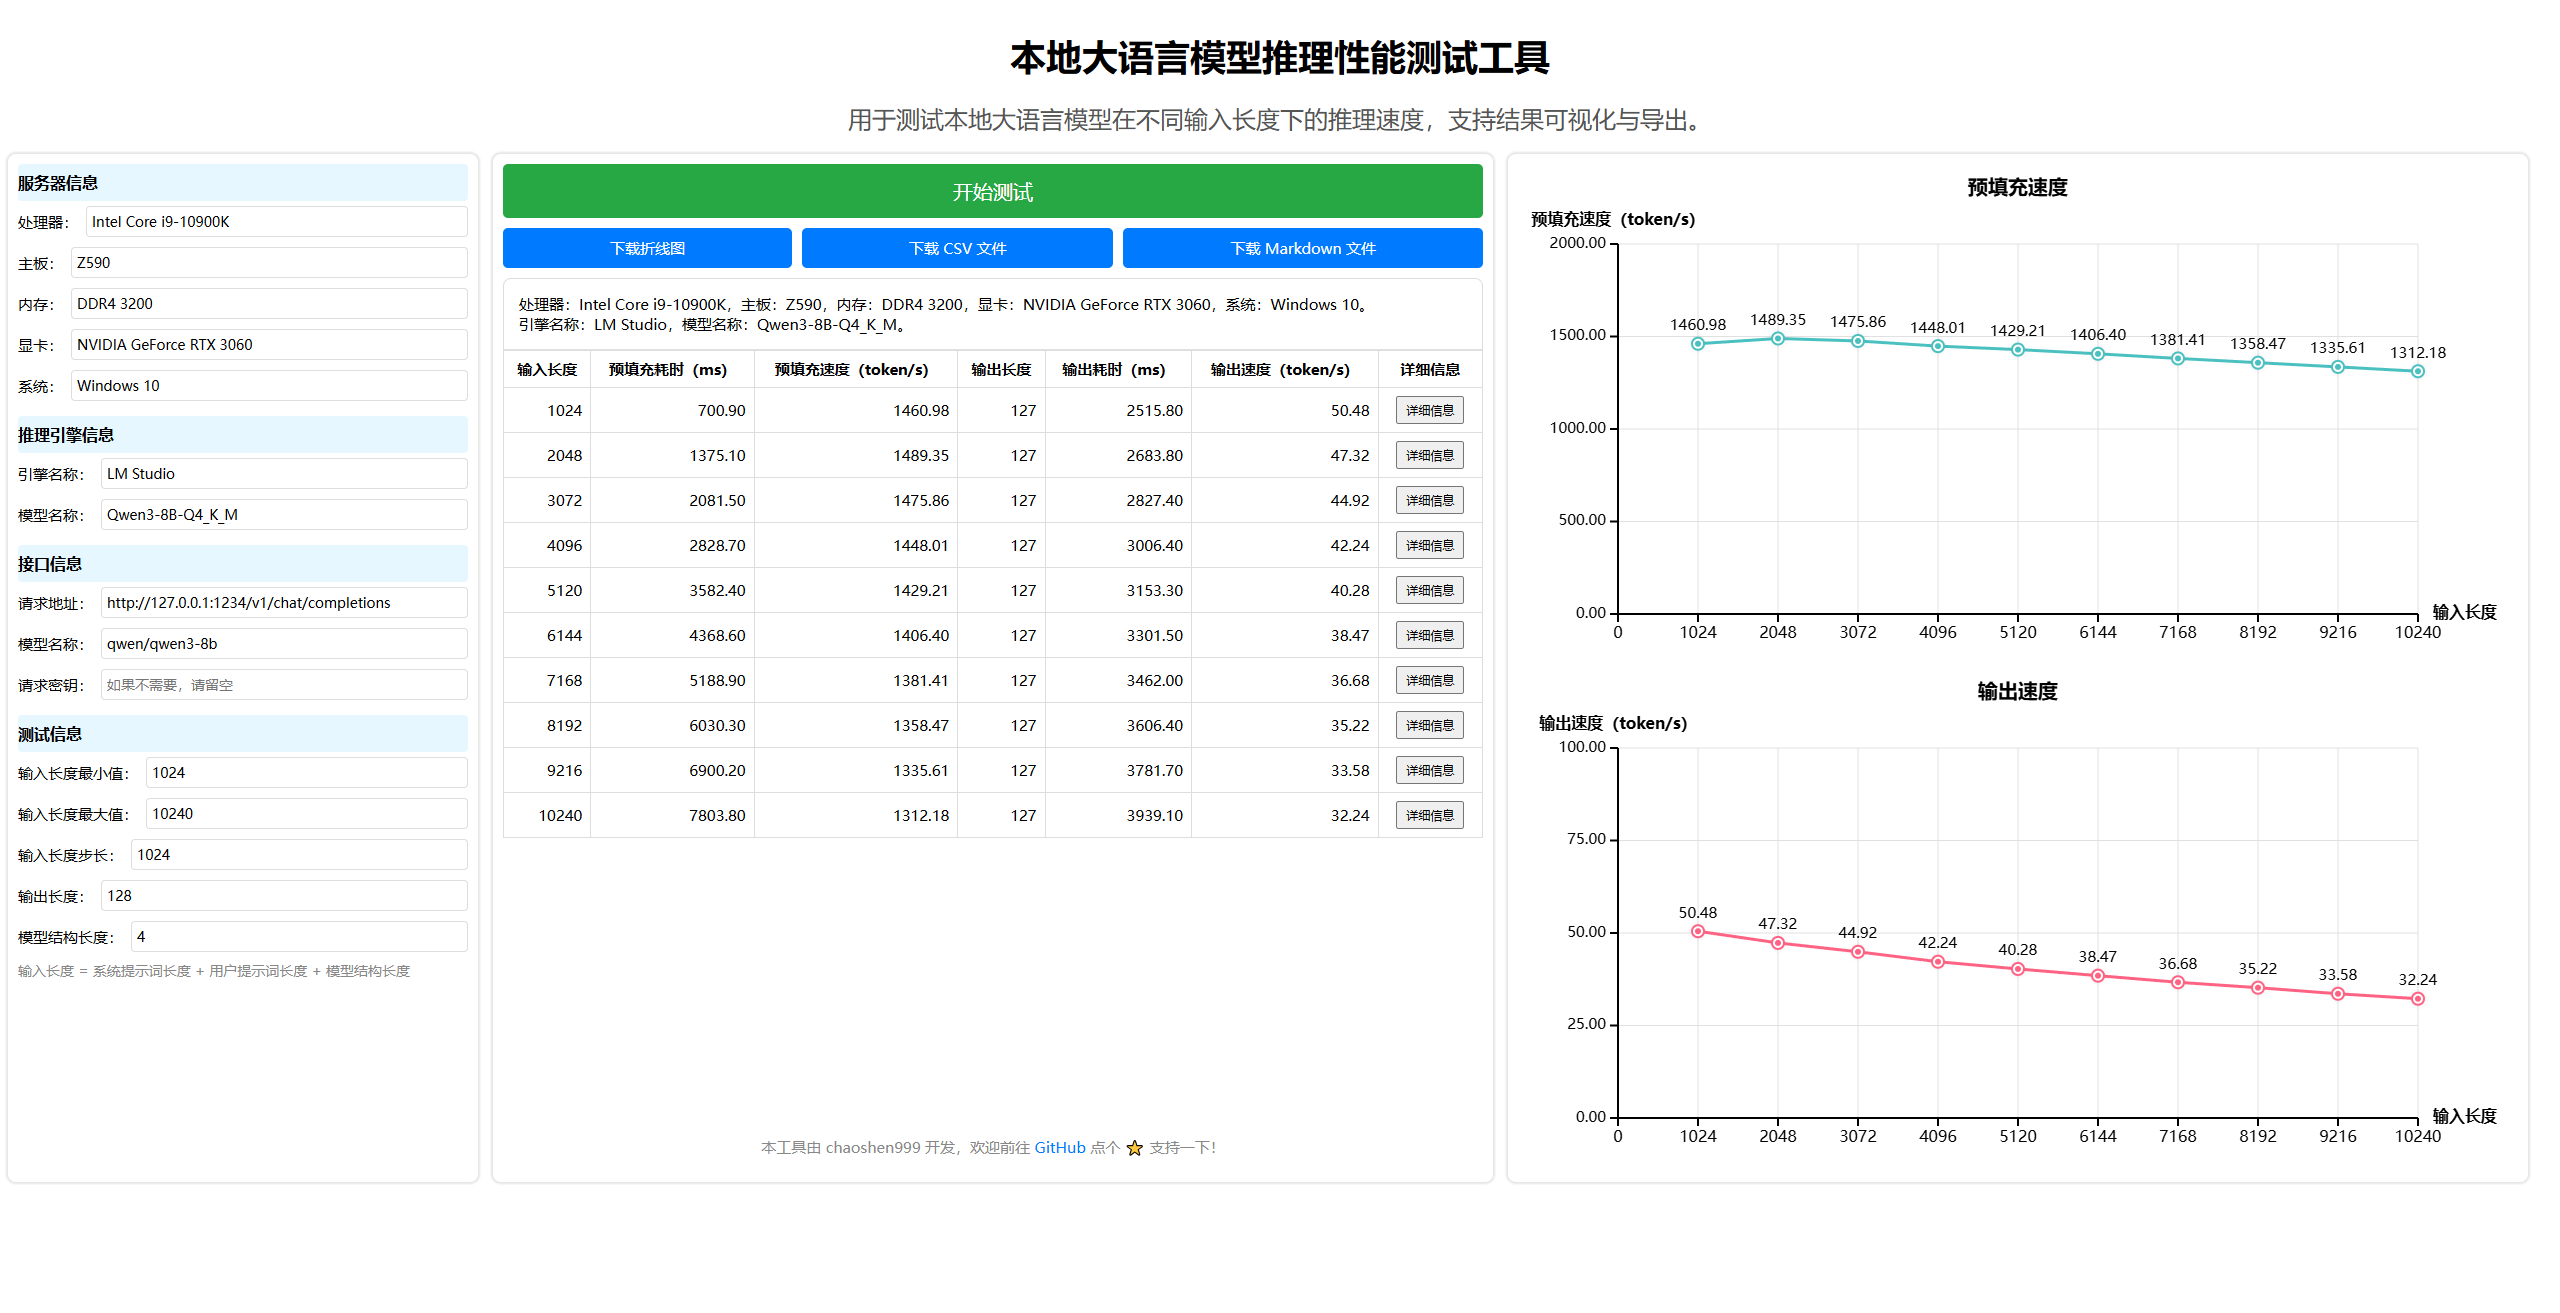 本地大语言模型推理性能测试工具
用于测试本地大语言模型在不同输入长度下的推理速度，支持结果可视化与导出。
服务器信息
处理器： Intel Core i9-10900K
主板： Z590
内存： DDR4 3200
显卡： NVIDIA GeForce RTX 3060
系统： Windows 10
推理引擎信息
引擎名称： LM Studio
模型名称： Qwen3-8B-Q4_K_M
接口信息
请求地址： http://127.0.0.1:1234/v1/chat/completions
模型名称： qwen/qwen3-8b
请求密钥： 如果不需要，请留空
测试信息
输入长度最小值： 1024
输入长度最大值： 10240
输入长度步长： 1024
输出长度： 128
模型结构长度： 4
输入长度 = 系统提示词长度 + 用户提示词长度 + 模型结构长度
开始测试
下载折线图 下载 CSV 文件 下载 Markdown 文件
处理器：Intel Core i9-10900K，主板：Z590，内存：DDR4 3200，显卡：NVIDIA GeForce RTX 3060，系统：Windows 10。
引擎名称：LM Studio，模型名称：Qwen3-8B-Q4_K_M。
输入长度 预填充耗时（ms） 预填充速度（token/s） 输出长度 输出耗时（ms） 输出速度（token/s） 详细信息
1024 700.90 1460.98 127 2515.80 50.48 详细信息
2048 1375.10 1489.35 127 2683.80 47.32 详细信息
3072 2081.50 1475.86 127 2827.40 44.92 详细信息
4096 2828.70 1448.01 127 3006.40 42.24 详细信息
5120 3582.40 1429.21 127 3153.30 40.28 详细信息
6144 4368.60 1406.40 127 3301.50 38.47 详细信息
7168 5188.90 1381.41 127 3462.00 36.68 详细信息
8192 6030.30 1358.47 127 3606.40 35.22 详细信息
9216 6900.20 1335.61 127 3781.70 33.58 详细信息
10240 7803.80 1312.18 127 3939.10 32.24 详细信息
本工具由 chaoshen999 开发，欢迎前往 GitHub 点个 ⭐ 支持一下！
预填充速度
预填充速度（token/s）
2000.00
1500.00
1000.00
500.00
0.00
1460.98 1489.35 1475.86 1448.01 1429.21 1406.40 1381.41 1358.47 1335.61 1312.18
输入长度
0 1024 2048 3072 4096 5120 6144 7168 8192 9216 10240
输出速度
输出速度（token/s）
100.00
75.00
50.00
25.00
0.00
50.48 47.32 44.92 42.24 40.28 38.47 36.68 35.22 33.58 32.24
输入长度
0 1024 2048 3072 4096 5120 6144 7168 8192 9216 10240